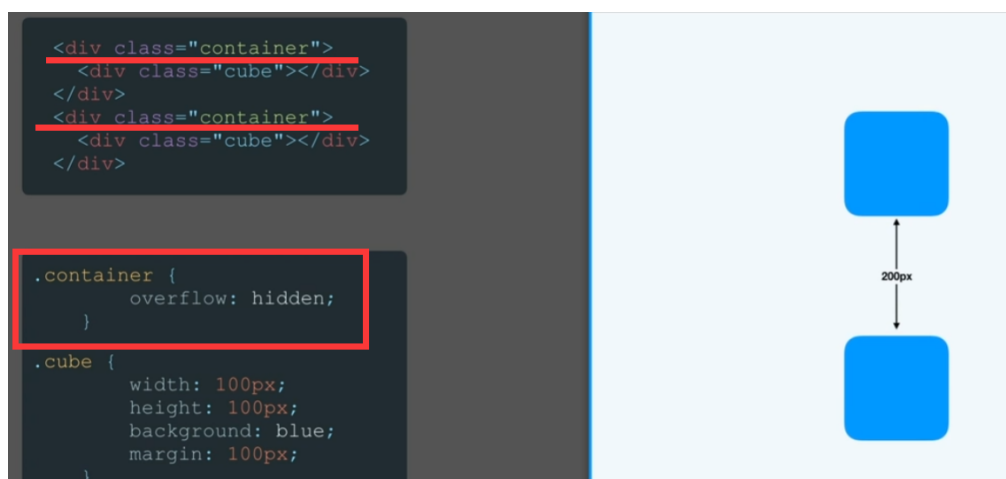 <div class="container">
<div class="cube"></div>
</div>
<div class="container">
<div class="cube"></div>
</div>
.container {
overflow: hidden;
}
.cube {
width: 100px;
height: 100px;
background: blue;
margin: 100px;
}
200px